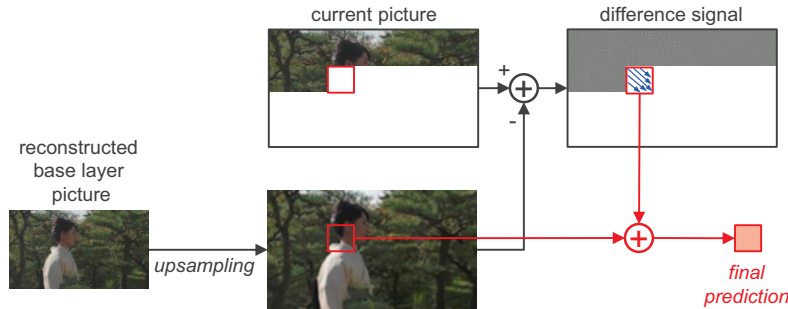 current picture
difference signal
+
-
reconstructed
base layer
picture
upsampling
final
prediction